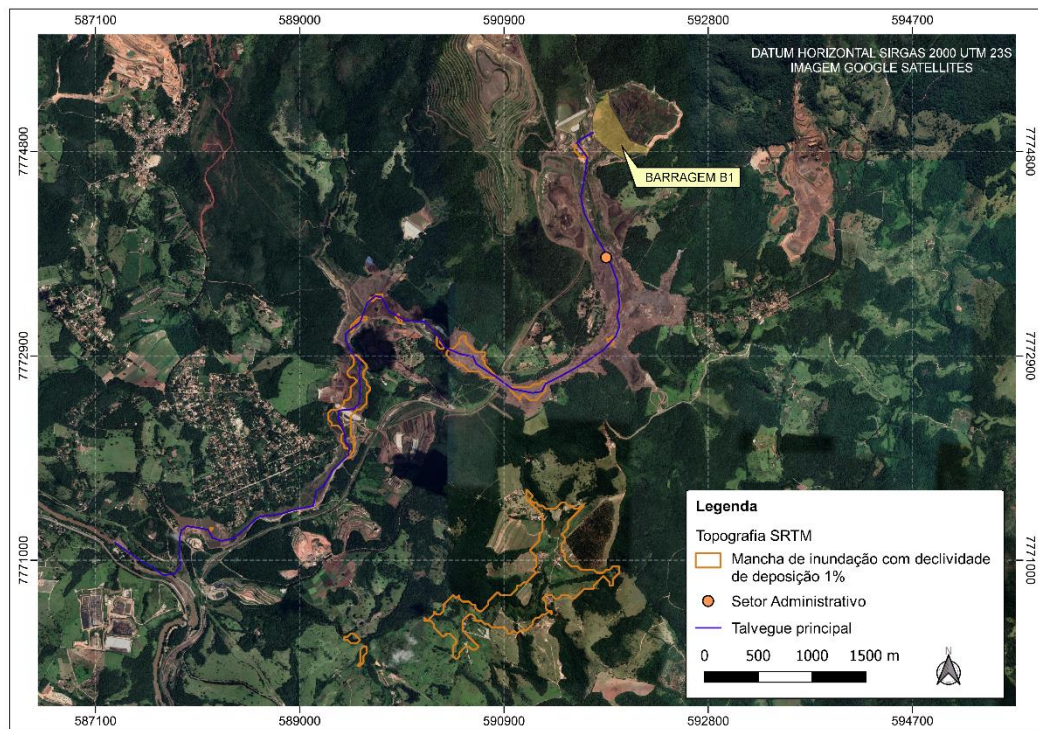 587100 589000 590900 592800 594700
DATUM HORIZONTAL SIRGAS 2000 UTM 23S
IMAGEM GOOGLE SATELLITES
7774800 7774800
BARRAGEM B1
7772900 7772900
7771000 7771000
Legenda
Topografia SRTM
Mancha de inundação com declividade
de deposição 1%
Setor Administrativo
Talvegue principal
0 500 1000 1500 m
N
587100 589000 590900 592800 594700